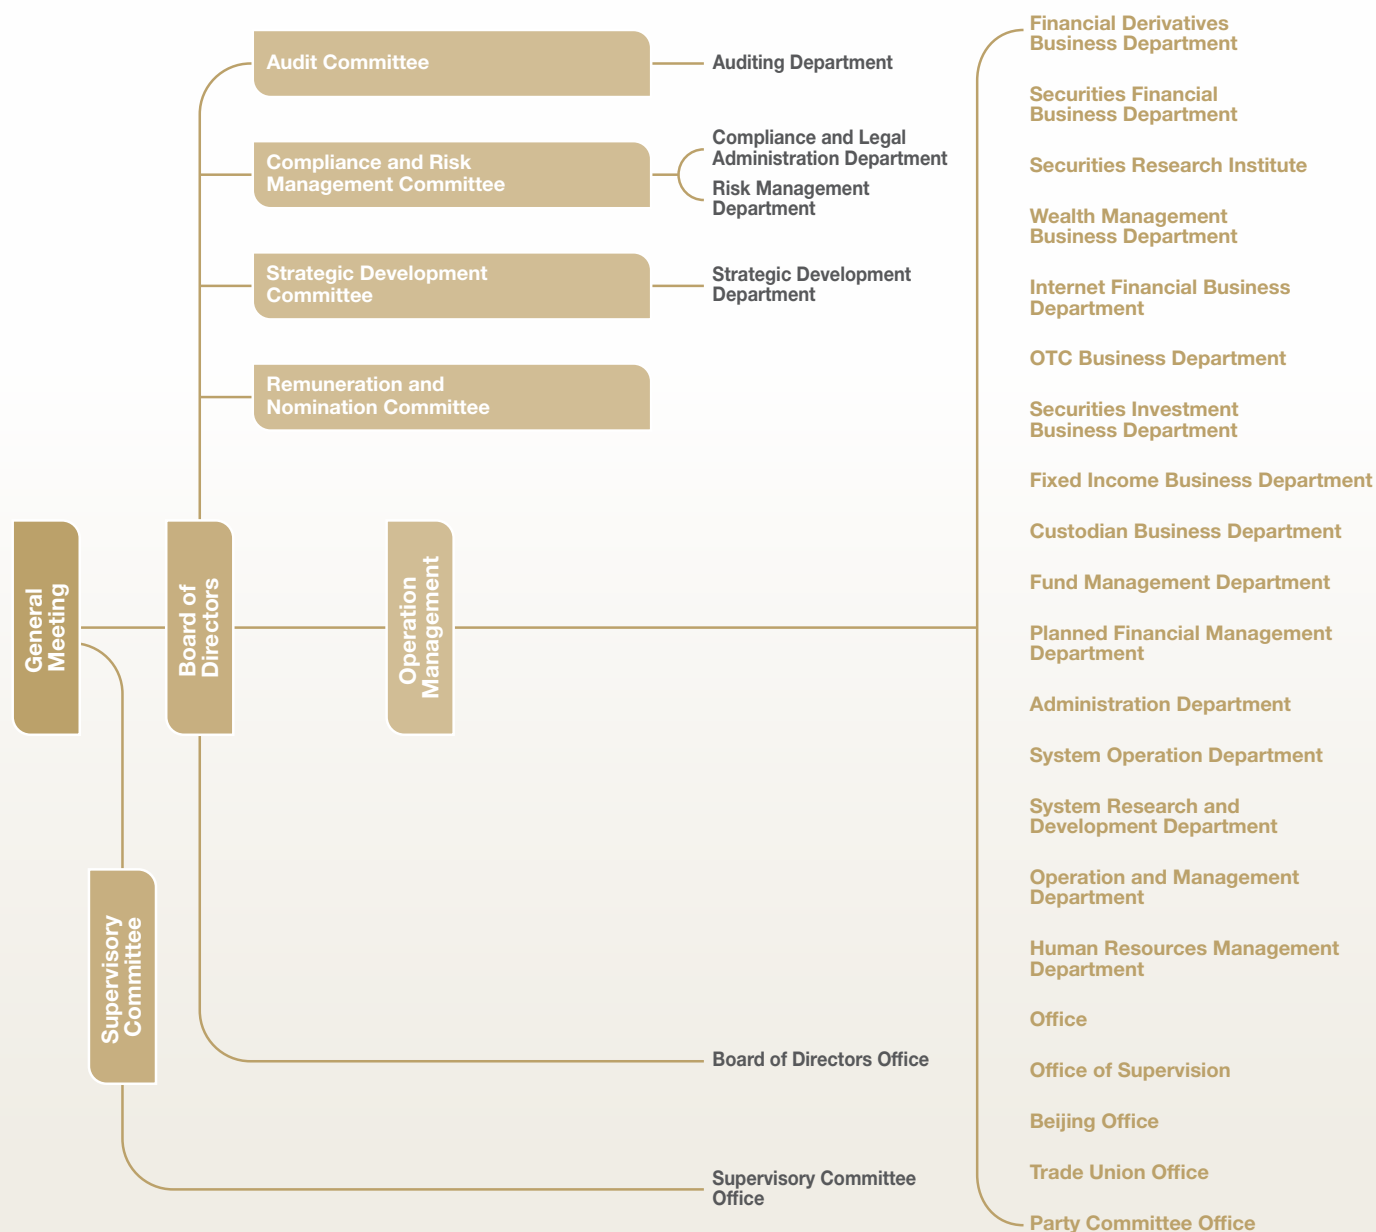 Audit Committee
Auditing Department
Compliance and Risk
Management Committee
Compliance and Legal
Administration Department
Risk Management
Department
Strategic Development
Committee
Strategic Development
Department
Remuneration and
Nomination Committee
General
Meeting
Board of
Directors
Operation
Management
Supervisory
Committee
Board of Directors Office
Supervisory Committee
Office
Financial Derivatives
Business Department
Securities Financial
Business Department
Securities Research Institute
Wealth Management
Business Department
Internet Financial Business
Department
OTC Business Department
Securities Investment
Business Department
Fixed Income Business Department
Custodian Business Department
Fund Management Department
Planned Financial Management
Department
Administration Department
System Operation Department
System Research and
Development Department
Operation and Management
Department
Human Resources Management
Department
Office
Office of Supervision
Beijing Office
Trade Union Office
Party Committee Office